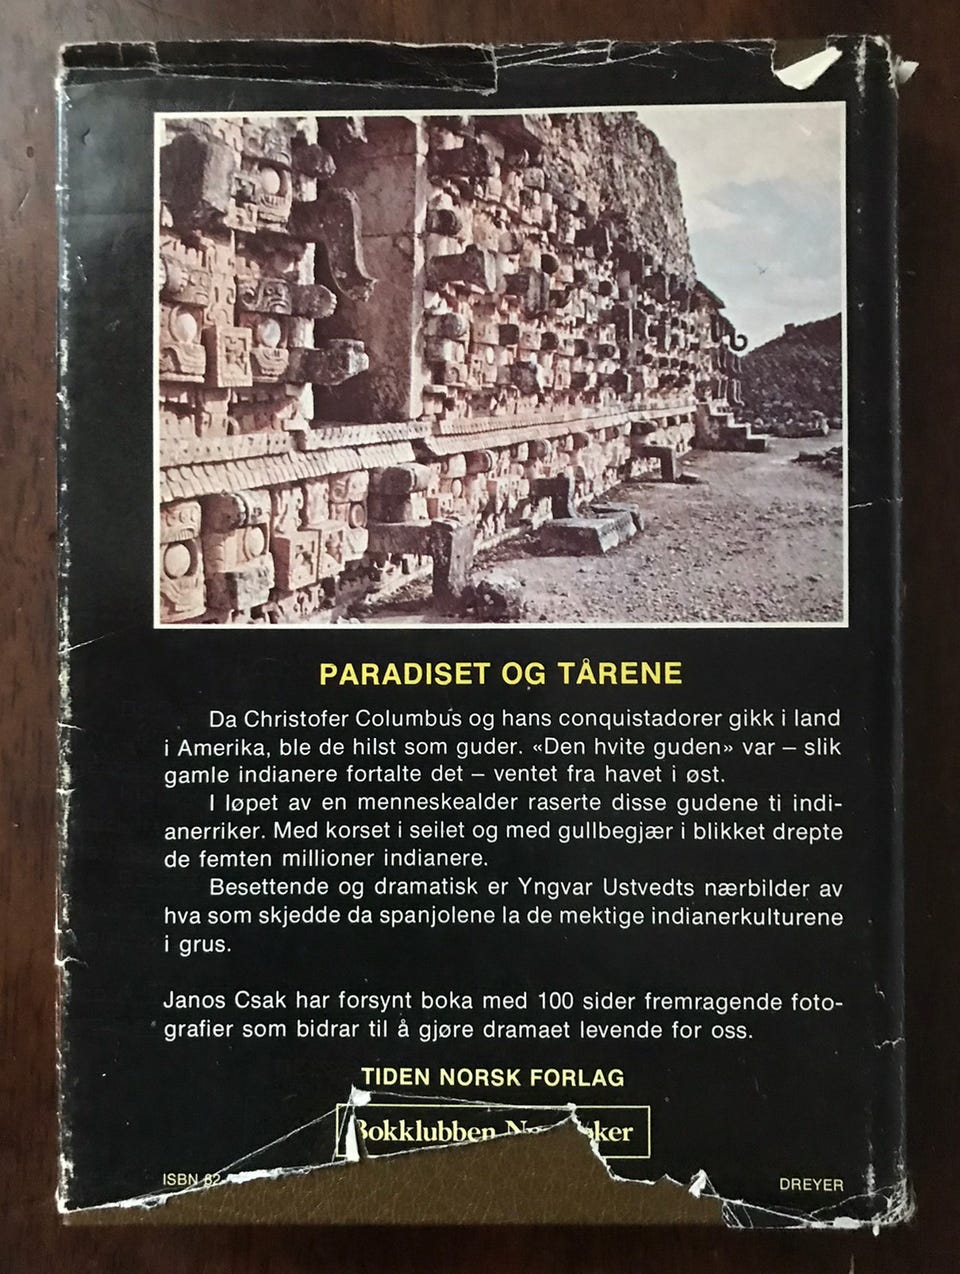 PARADISET OG TÅRENE
Da Christofer Columbus og hans conquistadorer gikk i land
i Amerika, ble de hilst som guder. «Den hvite guden» var – slik
gamle indianere fortalte det – ventet fra havet i øst.
I løpet av en menneskealder raserte disse gudene ti indi-
anerriker. Med korset i seilet og med gullbegjær i blikket drepte
de femten millioner indianere.
Besettende og dramatisk er Yngvar Ustvedts nærbilder av
hva som skjedde da spanjolene la de mektige indianerkulturene
i grus.
Janos Csak har forsynt boka med 100 sider fremragende foto-
grafier som bidrar til å gjøre dramaet levende for oss.
TIDEN NORSK FORLAG
Bokklubben
ISBN 82
DREYER